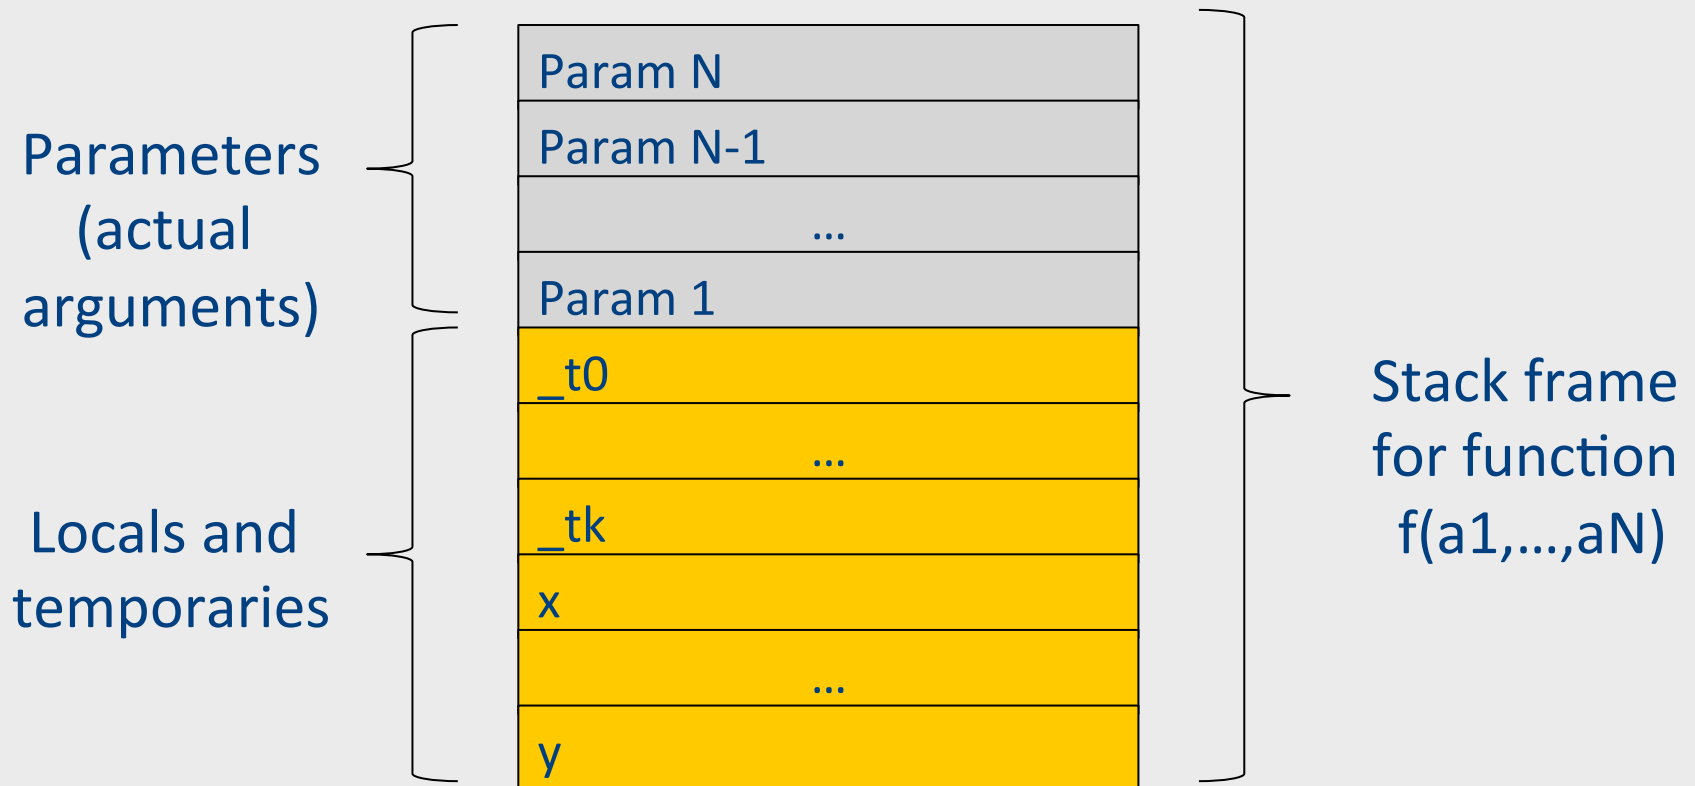 Parameters
(actual
arguments)
Param N
Param N-1
...
Param 1
_t0
...
_tk
x
...
y
Locals and
temporaries
Stack frame
for function
f(a1,...,aN)